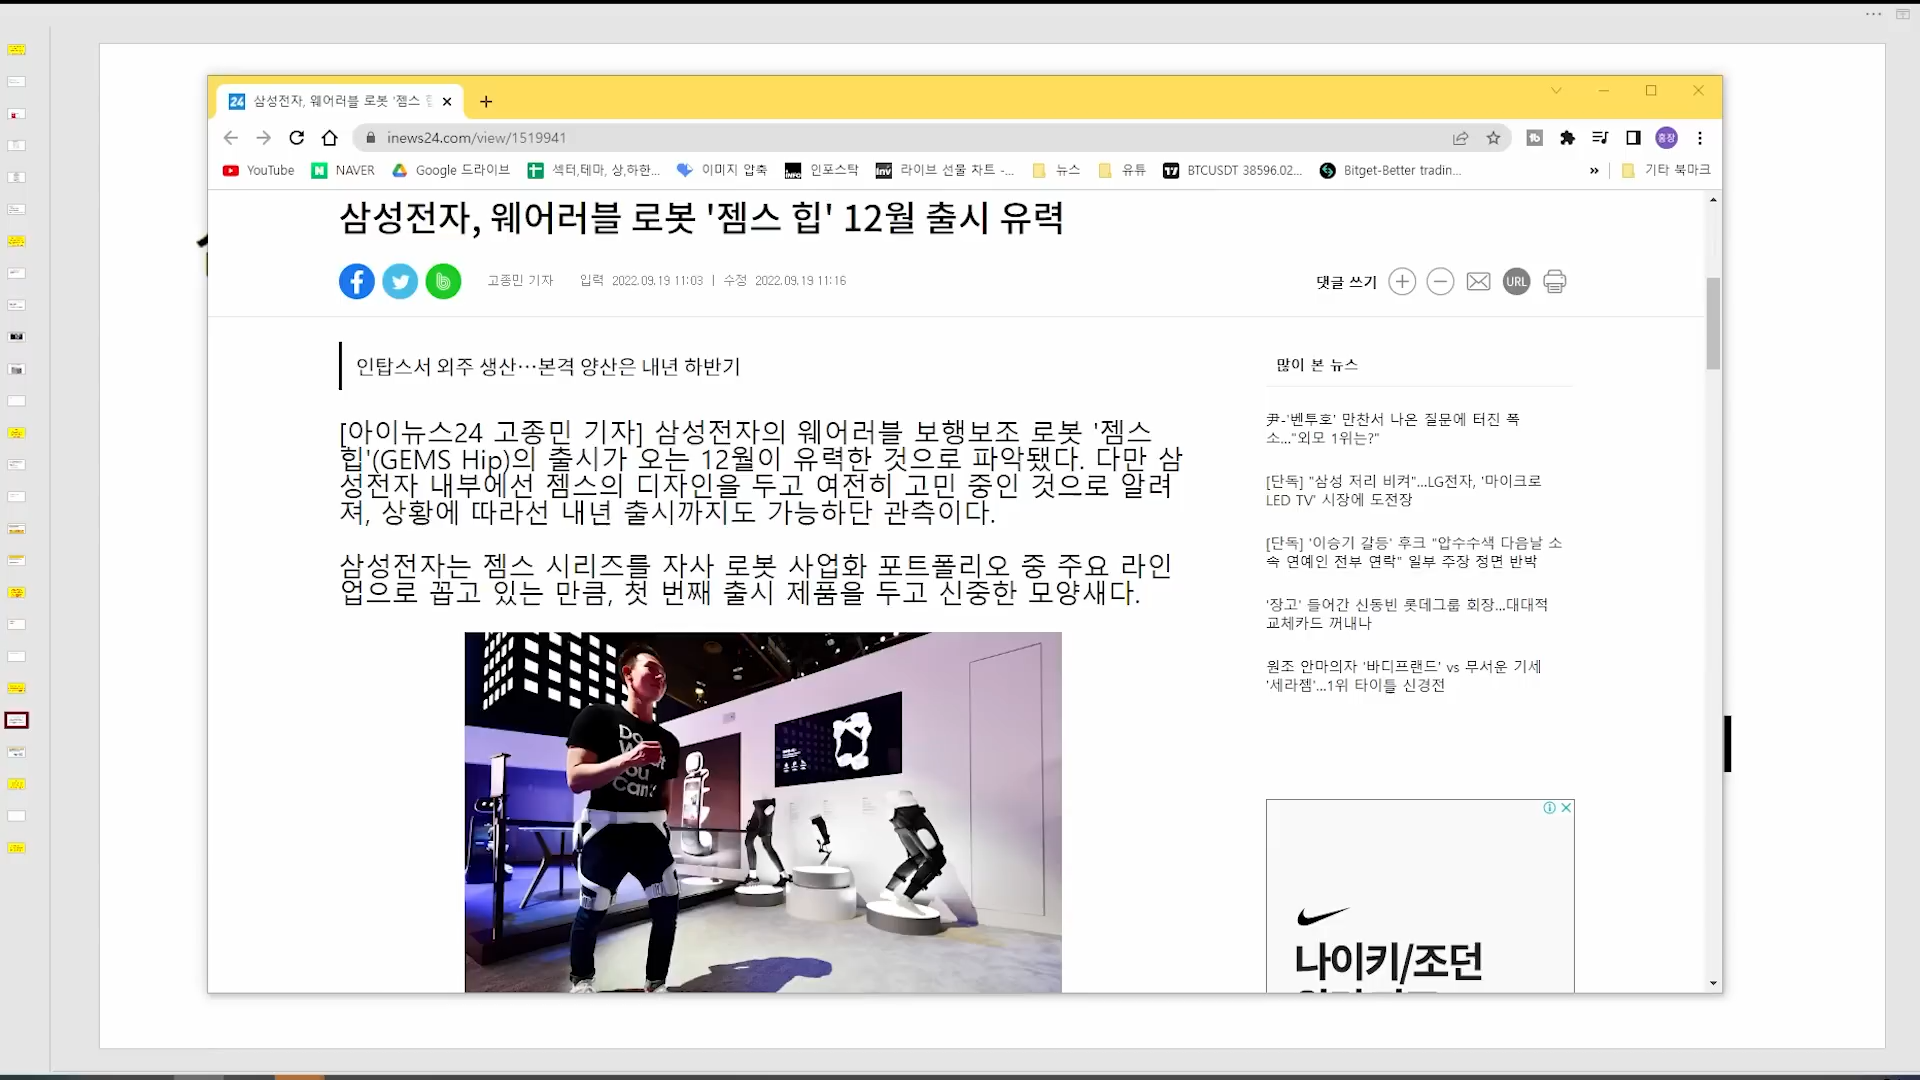 24 삼성전자, 웨어러블 로봇 '젬스
inews24.com/view/1519941
YouTube NAVER Google 드라이브 섹터,테마, 상,하한... 이미지 압축 인포스탁 라이브 선물 차트 -... 뉴스 유튜 BTCUSDT 38596.02... Bitget-Better tradin... » 기타 북마크
삼성전자, 웨어러블 로봇 '젬스 힙' 12월 출시 유력
고종민 기자 입력 2022.09.19 11:03 | 수정 2022.09.19 11:16
댓글 쓰기 URL
인탑스서 외주 생산…본격 양산은 내년 하반기
[아이뉴스24 고종민 기자] 삼성전자의 웨어러블 보행보조 로봇 '젬스
힙'(GEMS Hip)의 출시가 오는 12월이 유력한 것으로 파악됐다. 다만 삼
성전자 내부에선 젬스의 디자인을 두고 여전히 고민 중인 것으로 알려
져, 상황에 따라선 내년 출시까지도 가능하단 관측이다.
삼성전자는 젬스 시리즈를 자사 로봇 사업화 포트폴리오 중 주요 라인
업으로 꼽고 있는 만큼, 첫 번째 출시 제품을 두고 신중한 모양새다.
Do
What
You
Can't
많이 본 뉴스
尹-'벤투호' 만찬서 나온 질문에 터진 폭
소..."외모 1위는?"
[단독] "삼성 저리 비켜"...LG전자, '마이크로
LED TV' 시장에 도전장
[단독] '이승기 갈등' 후크 "압수수색 다음날 소
속 연예인 전부 연락" 일부 주장 정면 반박
'장고' 들어간 신동빈 롯데그룹 회장...대대적
교체카드 꺼내나
원조 안마의자 '바디프랜드' vs 무서운 기세
'세라젬'...1위 타이틀 신경전
나이키/조던